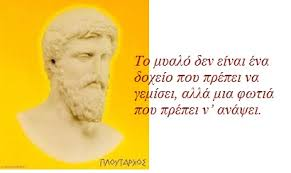 Το μυαλό δεν είναι ένα
δοχείο που πρέπει να
γεμίσει, αλλά μια φωτιά
που πρέπει ν’ ανάψει.
ΠΛΟΥΤΑΡΧΟΣ